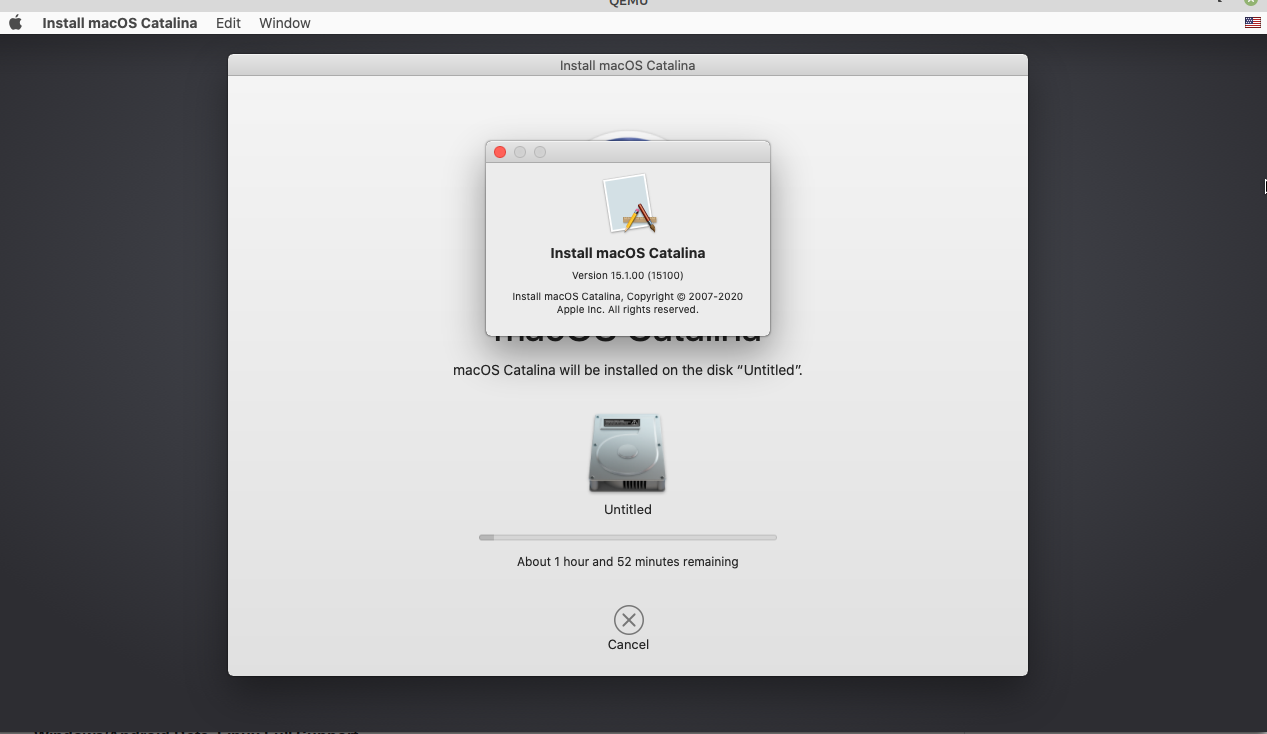 QEMU
Install macOS Catalina Edit Window
Install macOS Catalina
Install macOS Catalina
Version 15.1.00 (15100)
Install macOS Catalina, Copyright © 2007-2020
Apple Inc. All rights reserved.
macOS Catalina
macOS Catalina will be installed on the disk “Untitled”.
Untitled
About 1 hour and 52 minutes remaining
Cancel